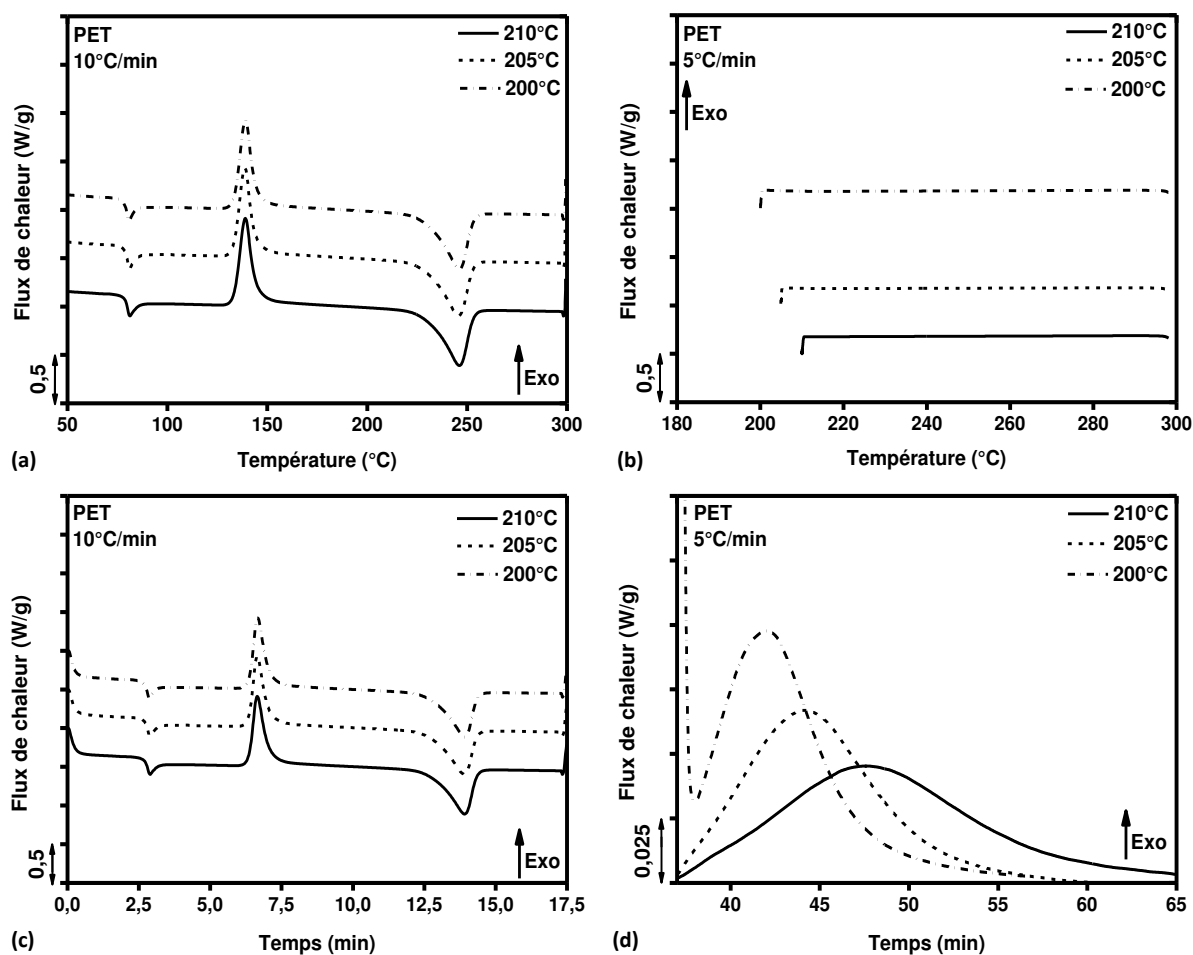 PET
10°C/min
210°C
205°C
200°C
Flux de chaleur (W/g)
0,5
Exo
50 100 150 200 250 300
(a)
Température (°C)
PET
5°C/min
210°C
205°C
200°C
Exo
Flux de chaleur (W/g)
0,5
180 200 220 240 260 280 300
(b)
Température (°C)
PET
10°C/min
210°C
205°C
200°C
Flux de chaleur (W/g)
0,5
Exo
0,0 2,5 5,0 7,5 10,0 12,5 15,0 17,5
(c)
Temps (min)
PET
5°C/min
210°C
205°C
200°C
Flux de chaleur (W/g)
0,025
Exo
40 45 50 55 60 65
(d)
Temps (min)